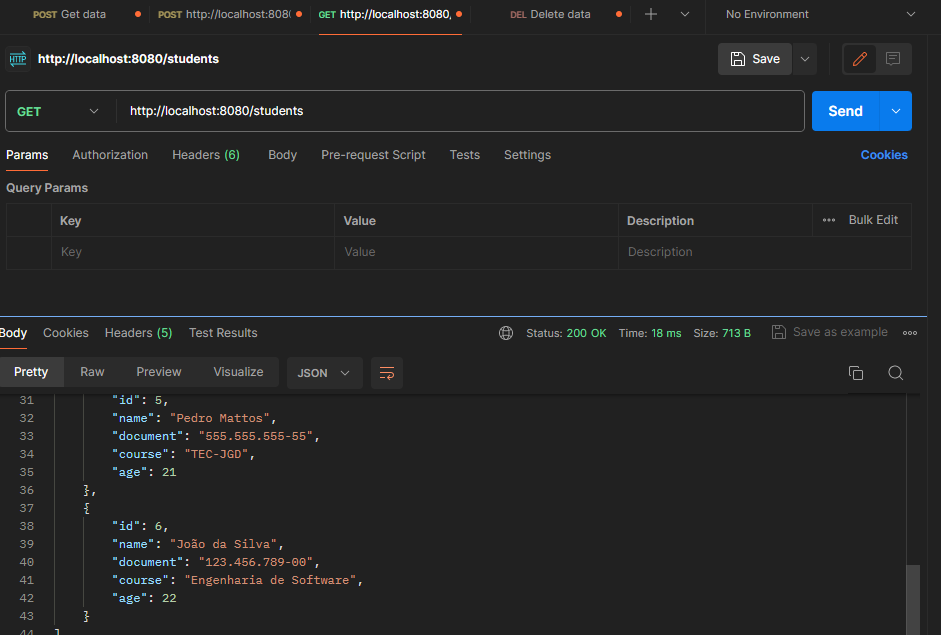 POST Get data POST http://localhost:8080 GET http://localhost:8080, DEL Delete data No Environment
HTTP http://localhost:8080/students Save
GET http://localhost:8080/students Send
Params Authorization Headers (6) Body Pre-request Script Tests Settings Cookies
Query Params
Key Value Description Bulk Edit
Key Value Description
Body Cookies Headers (5) Test Results Status: 200 OK Time: 18 ms Size: 713 B Save as example
Pretty Raw Preview Visualize JSON
31 "id": 5,
32 "name": "Pedro Mattos",
33 "document": "555.555.555-55",
34 "course": "TEC-JGD",
35 "age": 21
36 },
37 {
38 "id": 6,
39 "name": "João da Silva",
40 "document": "123.456.789-00",
41 "course": "Engenharia de Software",
42 "age": 22
43 }
44 ]